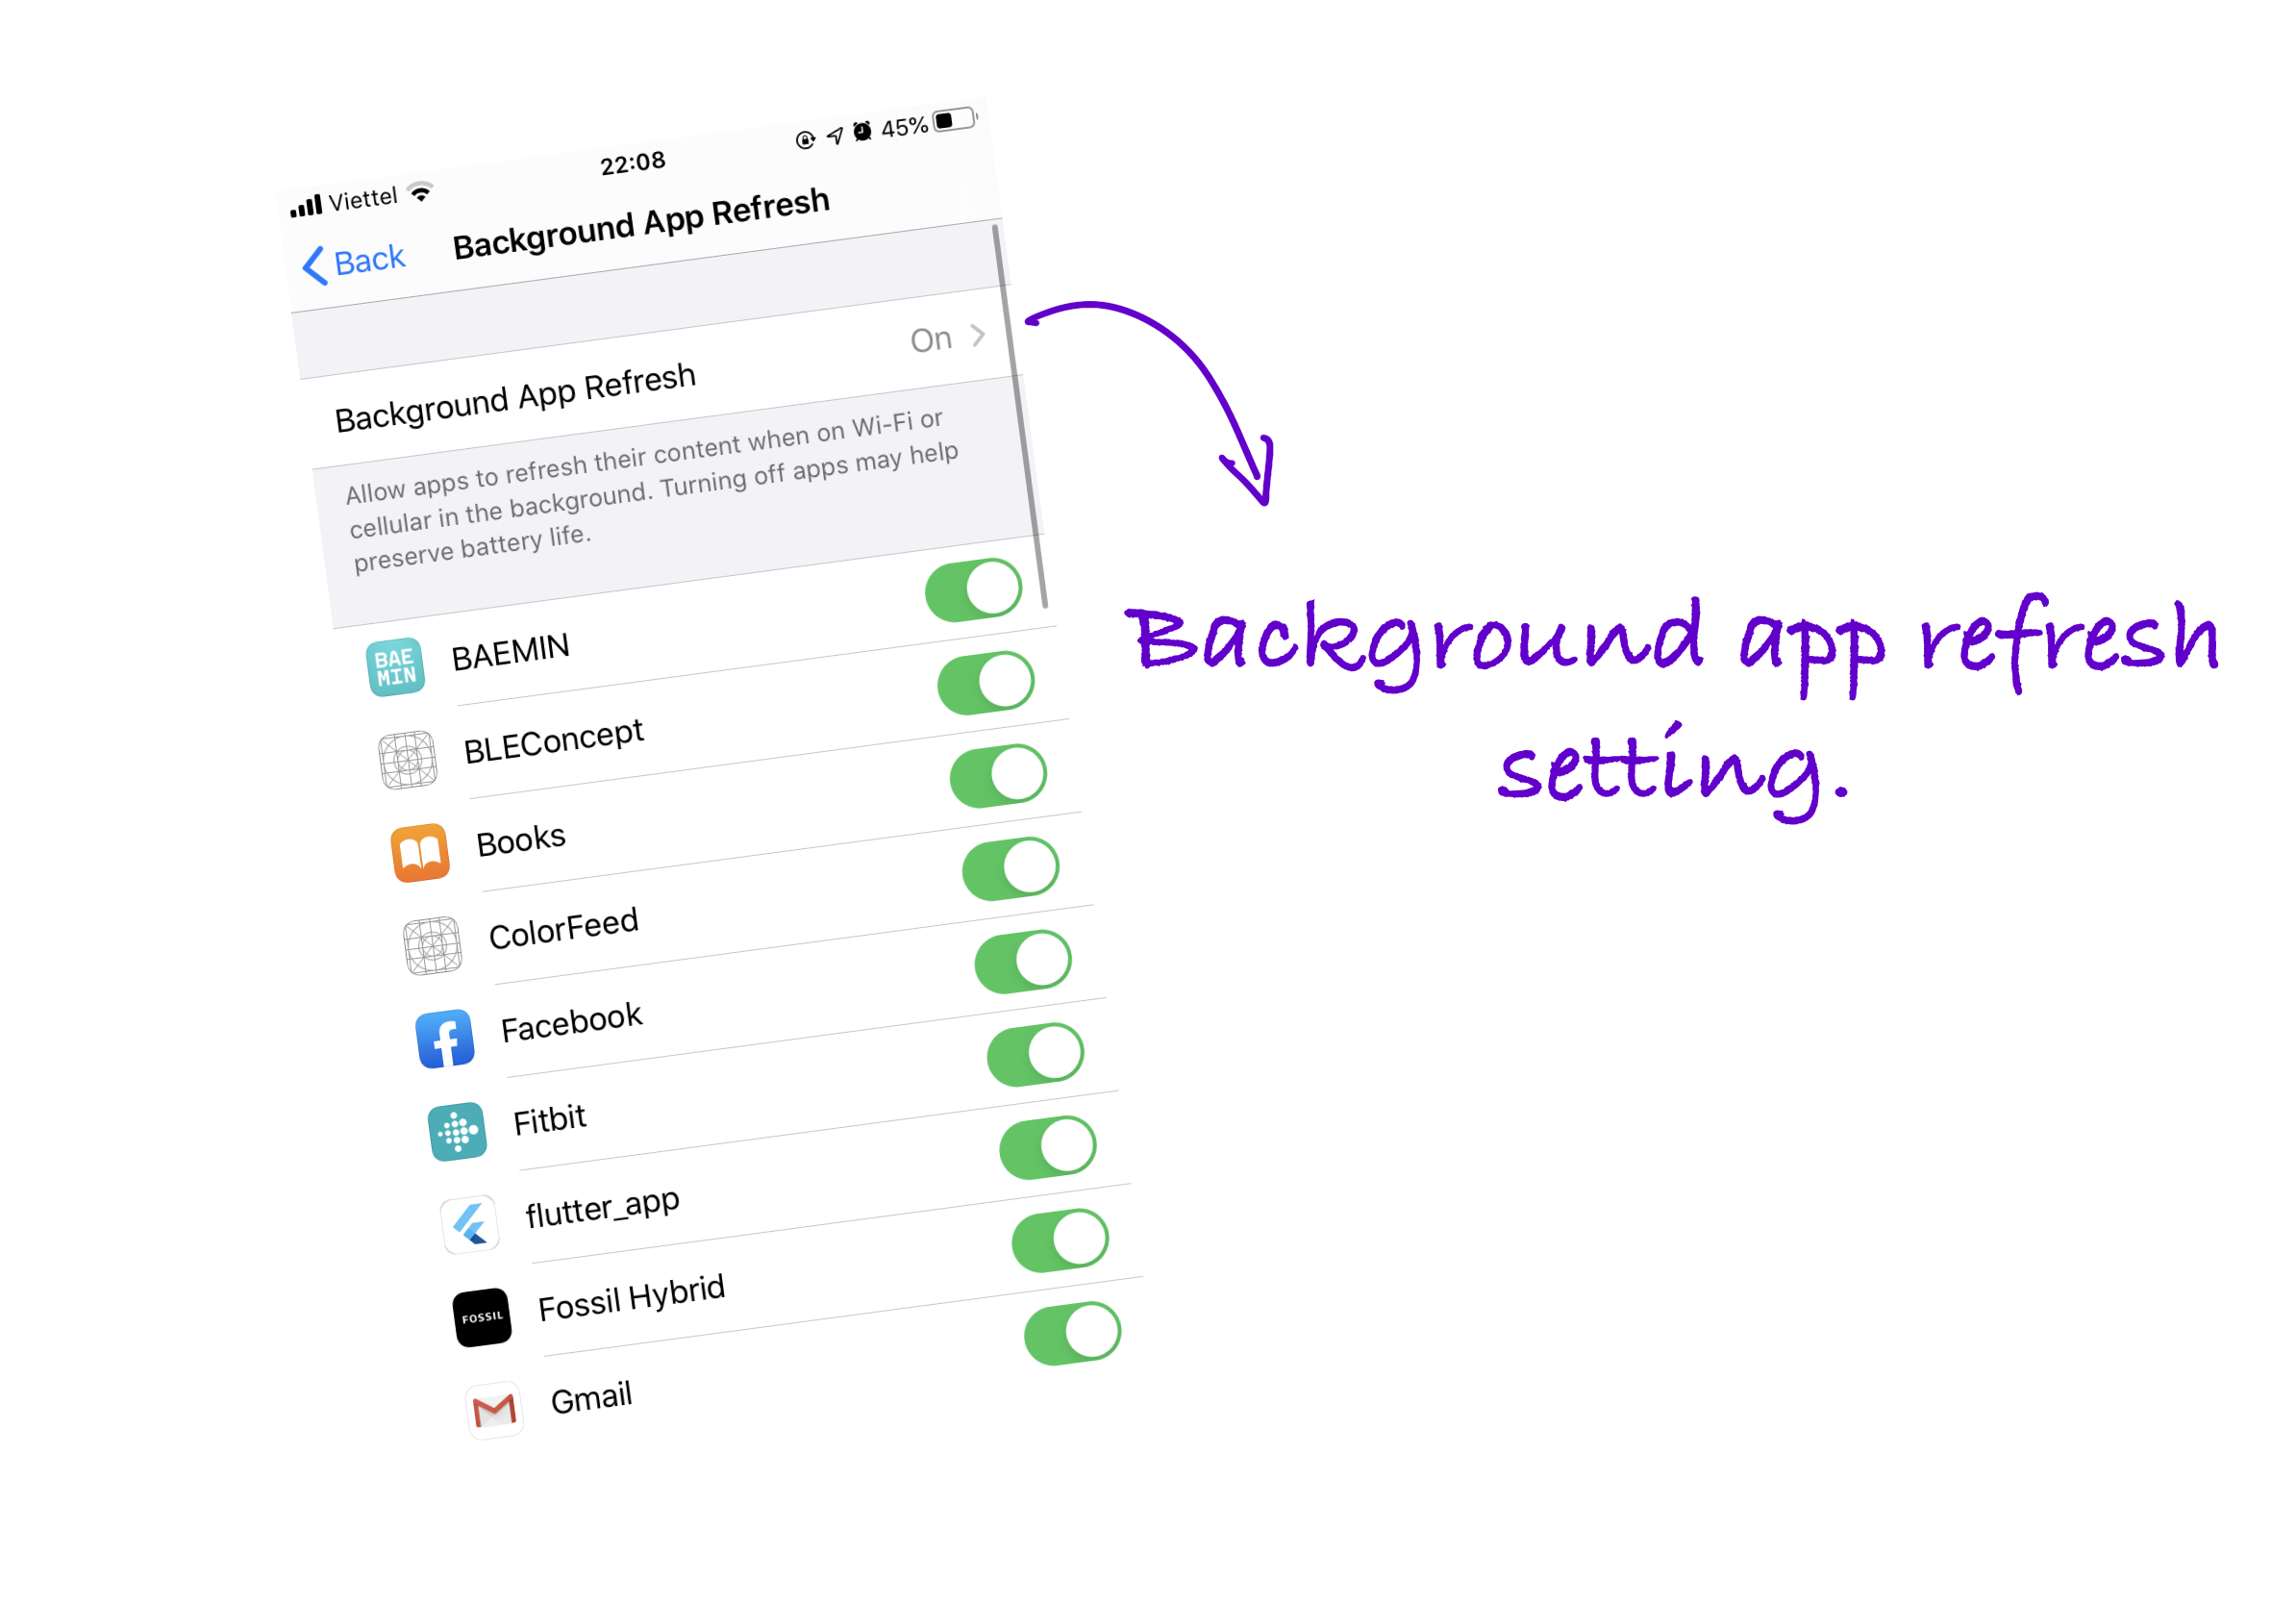 Viettel 22:08 45%
Back Background App Refresh
Background App Refresh On
Allow apps to refresh their content when on Wi-Fi or
cellular in the background. Turning off apps may help
preserve battery life.
BAE
MIN
BAEMIN
BLEConcept
Books
ColorFeed
Facebook
Fitbit
flutter_app
FOSSIL
Fossil Hybrid
Gmail
Background app refresh
setting.